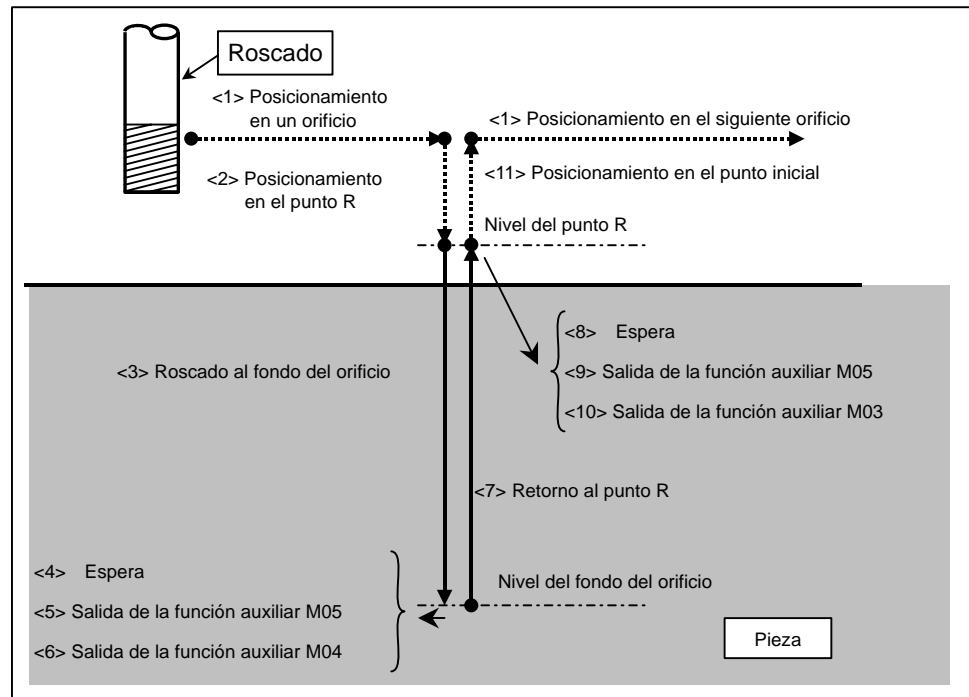 Roscado
<1> Posicionamiento
en un orificio
<1> Posicionamiento en el siguiente orificio
<2> Posicionamiento
en el punto R
<11> Posicionamiento en el punto inicial
Nivel del punto R
<3> Roscado al fondo del orificio
<8> Espera
<9> Salida de la función auxiliar M05
<10> Salida de la función auxiliar M03
<7> Retorno al punto R
<4> Espera
<5> Salida de la función auxiliar M05
<6> Salida de la función auxiliar M04
Nivel del fondo del orificio
Pieza